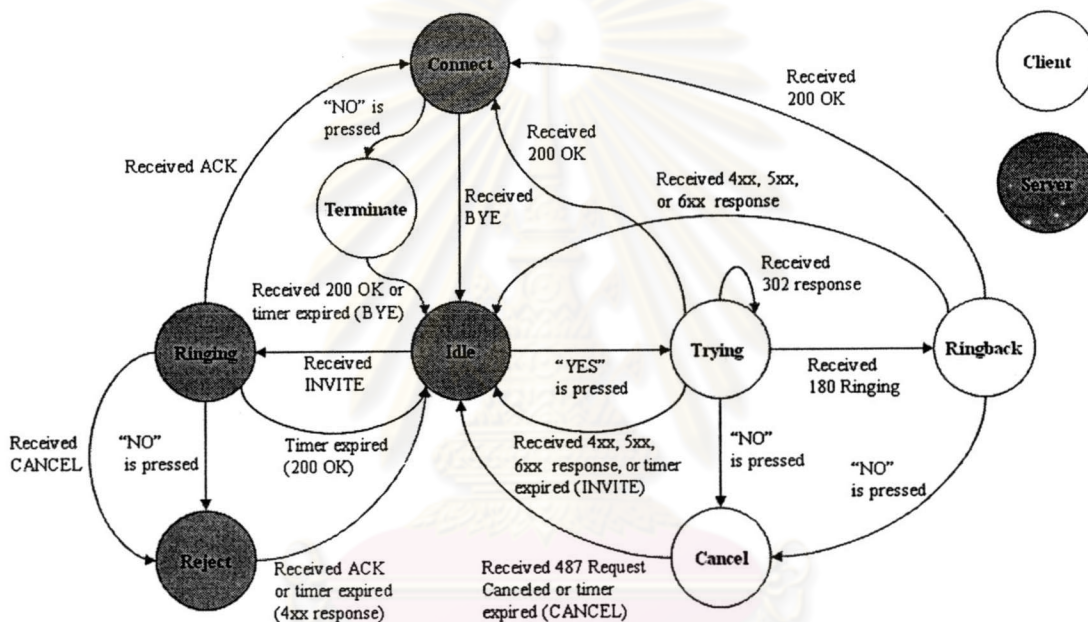 Connect
Client
Received
200 OK
"NO" is
pressed
Received
200 OK
Received ACK
Received 4xx, 5xx,
or 6xx response
Server
Terminate
Received
BYE
Received
302 response
Received 200 OK or
timer expired (BYE)
Ringing
Idle
Trying
Ringback
Received
INVITE
"YES"
is pressed
Received
180 Ringing
Received
CANCEL
"NO"
is pressed
Timer expired
(200 OK)
Received 4xx, 5xx,
6xx response, or timer
expired (INVITE)
"NO"
is pressed
"NO"
is pressed
Reject
Cancel
Received ACK
or timer expired
(4xx response)
Received 487 Request
Canceled or timer
expired (CANCEL)